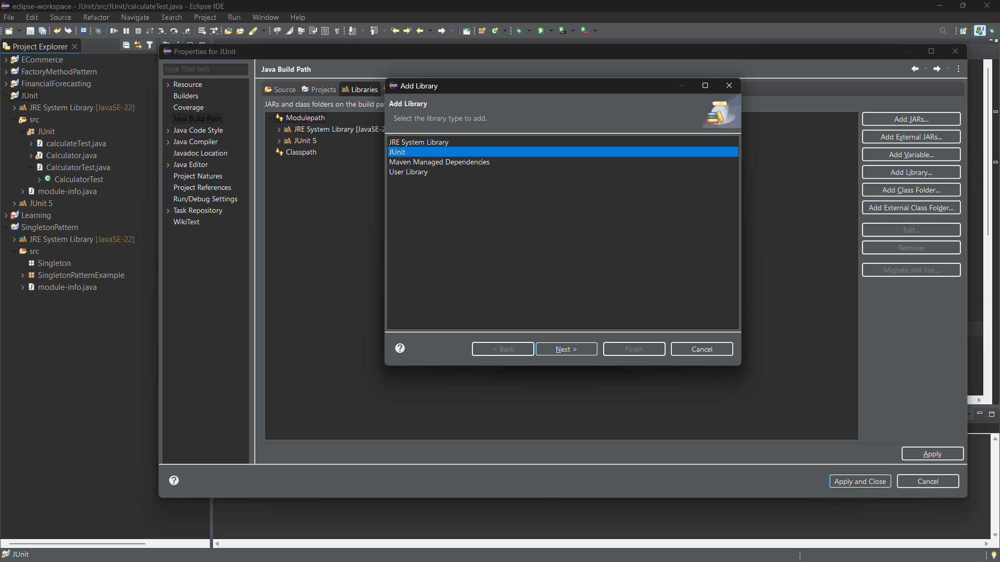 eclipse-workspace - JUnit/src/JUnit/calculateTest.java - Eclipse IDE
File Edit Source Refactor Navigate Search Project Run Window Help
Project Explorer
ECommerce
FactoryMethodPattern
FinancialForecasting
JUnit
JRE System Library [JavaSE-22]
src
JUnit
calculateTest.java
Calculator.java
CalculatorTest.java
CalculatorTest
module-info.java
JUnit 5
Learning
SingletonPattern
JRE System Library [JavaSE-22]
src
Singleton
SingletonPatternExample
module-info.java
Properties for JUnit
type filter text
Resource
Builders
Coverage
Java Build Path
Java Code Style
Java Compiler
Javadoc Location
Java Editor
Project Natures
Project References
Run/Debug Settings
Task Repository
WikiText
Java Build Path
Source Projects Libraries
JARs and class folders on the build pa
Modulepath
JRE System Library [JavaSE-2
JUnit 5
Classpath
Add Library
Add Library
Select the library type to add.
JRE System Library
JUnit
Maven Managed Dependencies
User Library
< Back Next > Finish Cancel
Add JARs...
Add External JARs...
Add Variable...
Add Library...
Add Class Folder...
Add External Class Folder...
Edit...
Remove
Migrate JAR File...
Apply
Apply and Close Cancel
JUnit